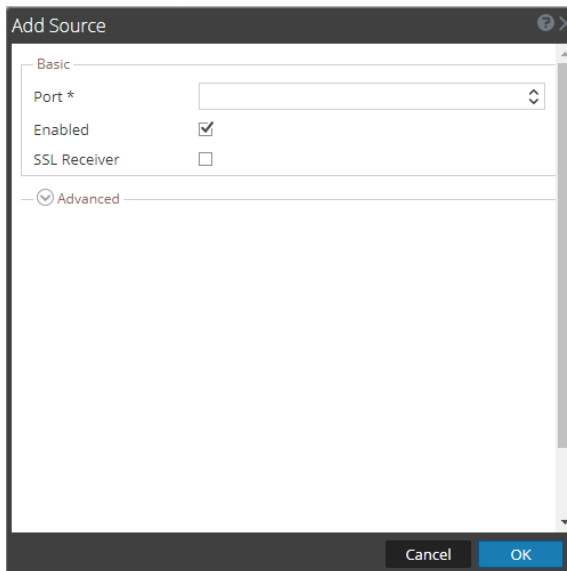 Add Source
Basic
Port *
Enabled
SSL Receiver
Advanced
Cancel OK